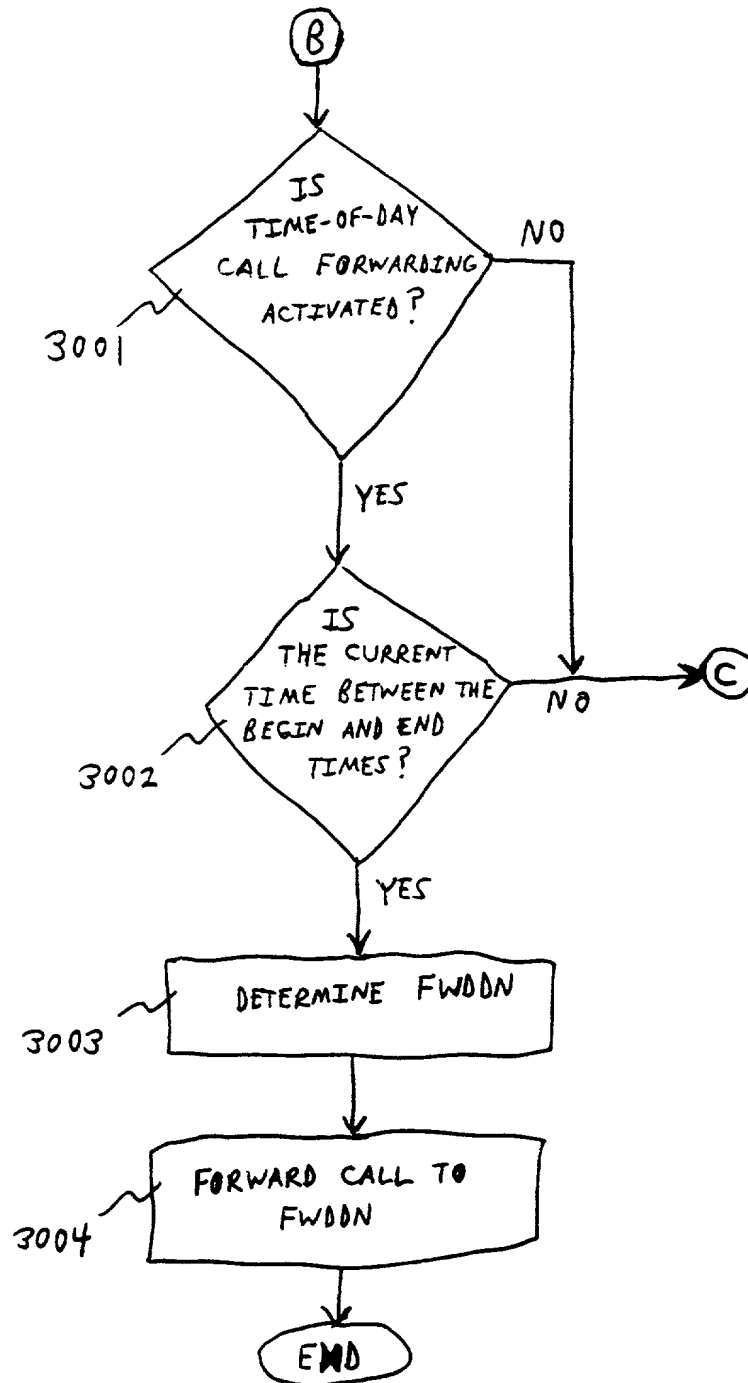 B
IS
TIME-OF-DAY
CALL FORWARDING
ACTIVATED?
NO
3001
YES
IS
THE CURRENT
TIME BETWEEN THE
BEGIN AND END
TIMES?
NO
C
3002
YES
DETERMINE FWDDN
3003
FORWARD CALL TO
FWDDN
3004
END